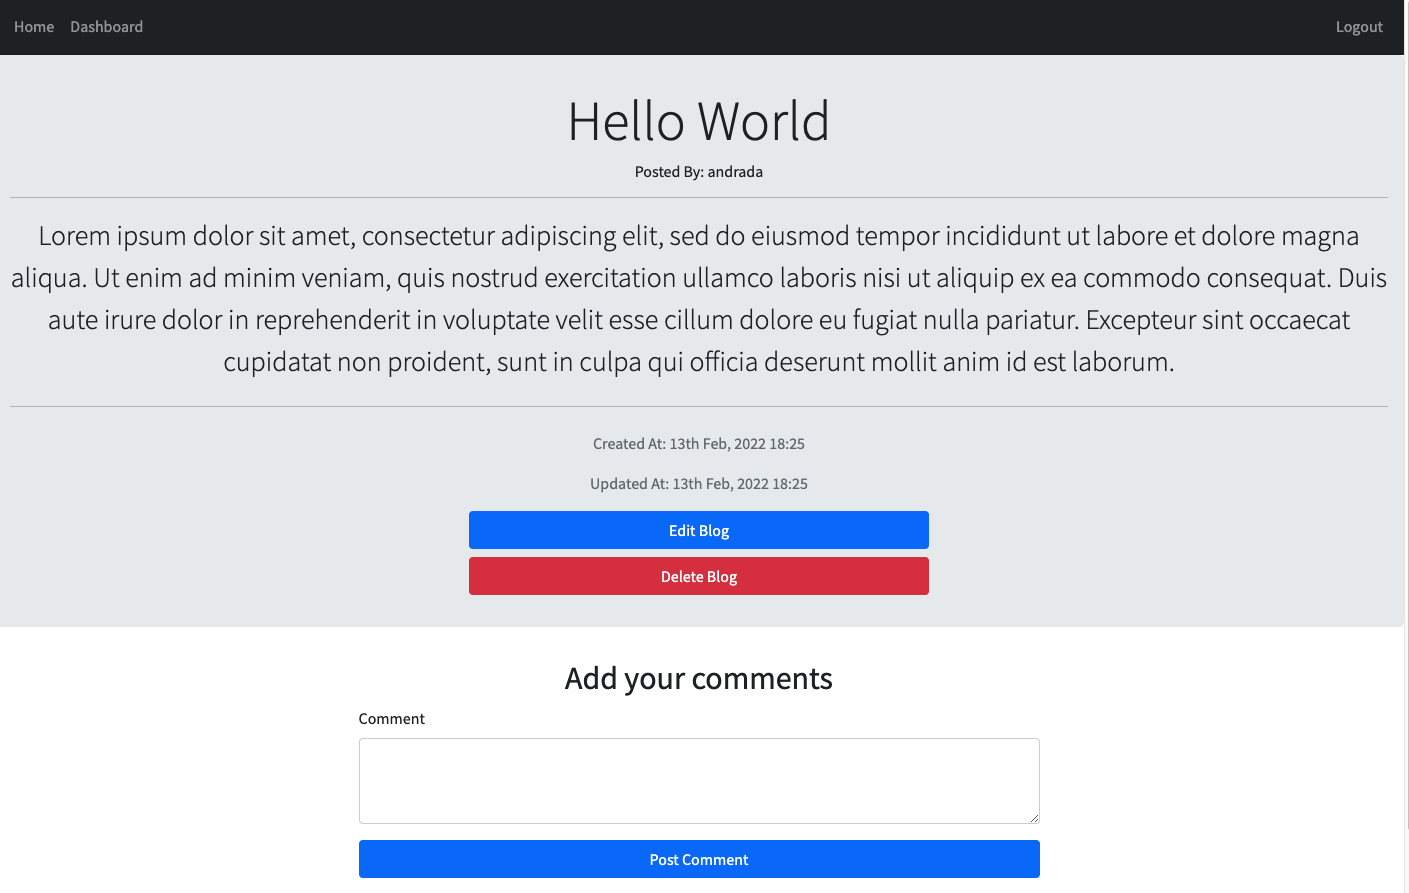 Home Dashboard Logout
Hello World
Posted By: andrada
Lorem ipsum dolor sit amet, consectetur adipiscing elit, sed do eiusmod tempor incididunt ut labore et dolore magna
aliqua. Ut enim ad minim veniam, quis nostrud exercitation ullamco laboris nisi ut aliquip ex ea commodo consequat. Duis
aute irure dolor in reprehenderit in voluptate velit esse cillum dolore eu fugiat nulla pariatur. Excepteur sint occaecat
cupidatat non proident, sunt in culpa qui officia deserunt mollit anim id est laborum.
Created At: 13th Feb, 2022 18:25
Updated At: 13th Feb, 2022 18:25
Edit Blog
Delete Blog
Add your comments
Comment
Post Comment